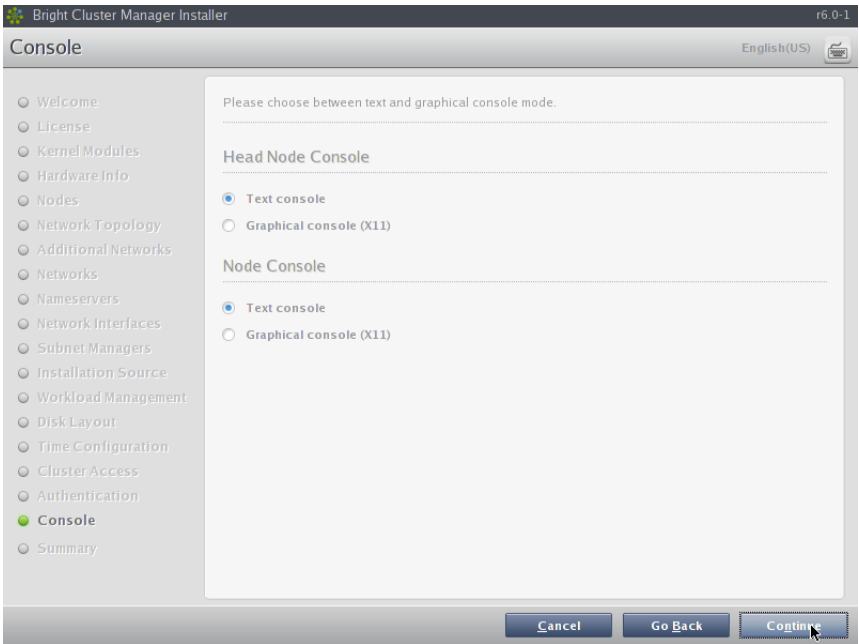 Bright Cluster Manager Installer
r6.0-1
Console
English(US)
Welcome
License
Kernel Modules
Hardware Info
Nodes
Network Topology
Additional Networks
Networks
Nameservers
Network Interfaces
Subnet Managers
Installation Source
Workload Management
Disk Layout
Time Configuration
Cluster Access
Authentication
Console
Summary
Please choose between text and graphical console mode.
Head Node Console
Text console
Graphical console (X11)
Node Console
Text console
Graphical console (X11)
Cancel
Go Back
Continue